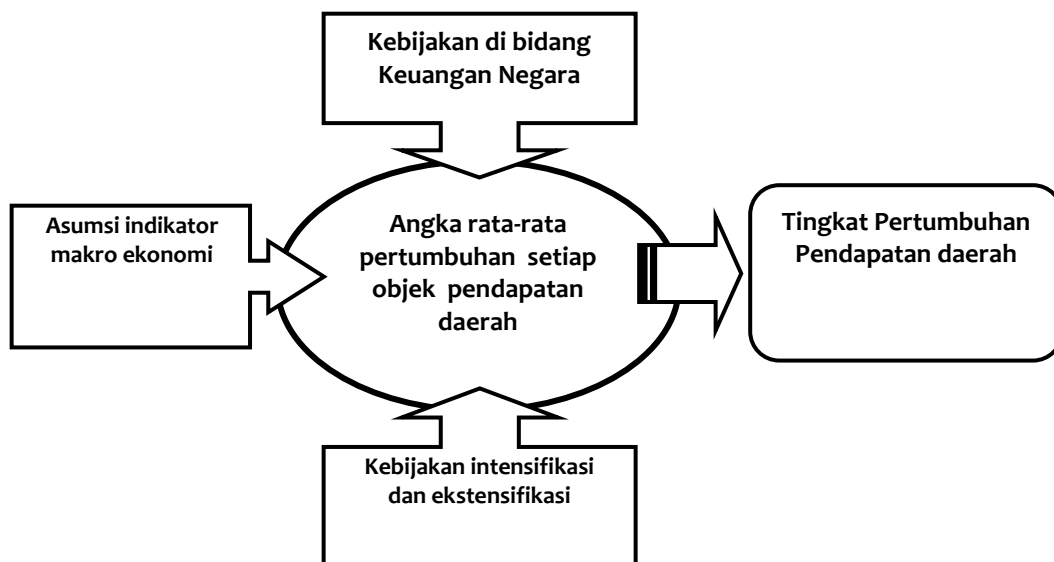 Kebijakan di bidang
Keuangan Negara
Asumsi indikator
makro ekonomi
Angka rata-rata
pertumbuhan setiap
objek pendapatan
daerah
Tingkat Pertumbuhan
Pendapatan daerah
Kebijakan intensifikasi
dan ekstensifikasi